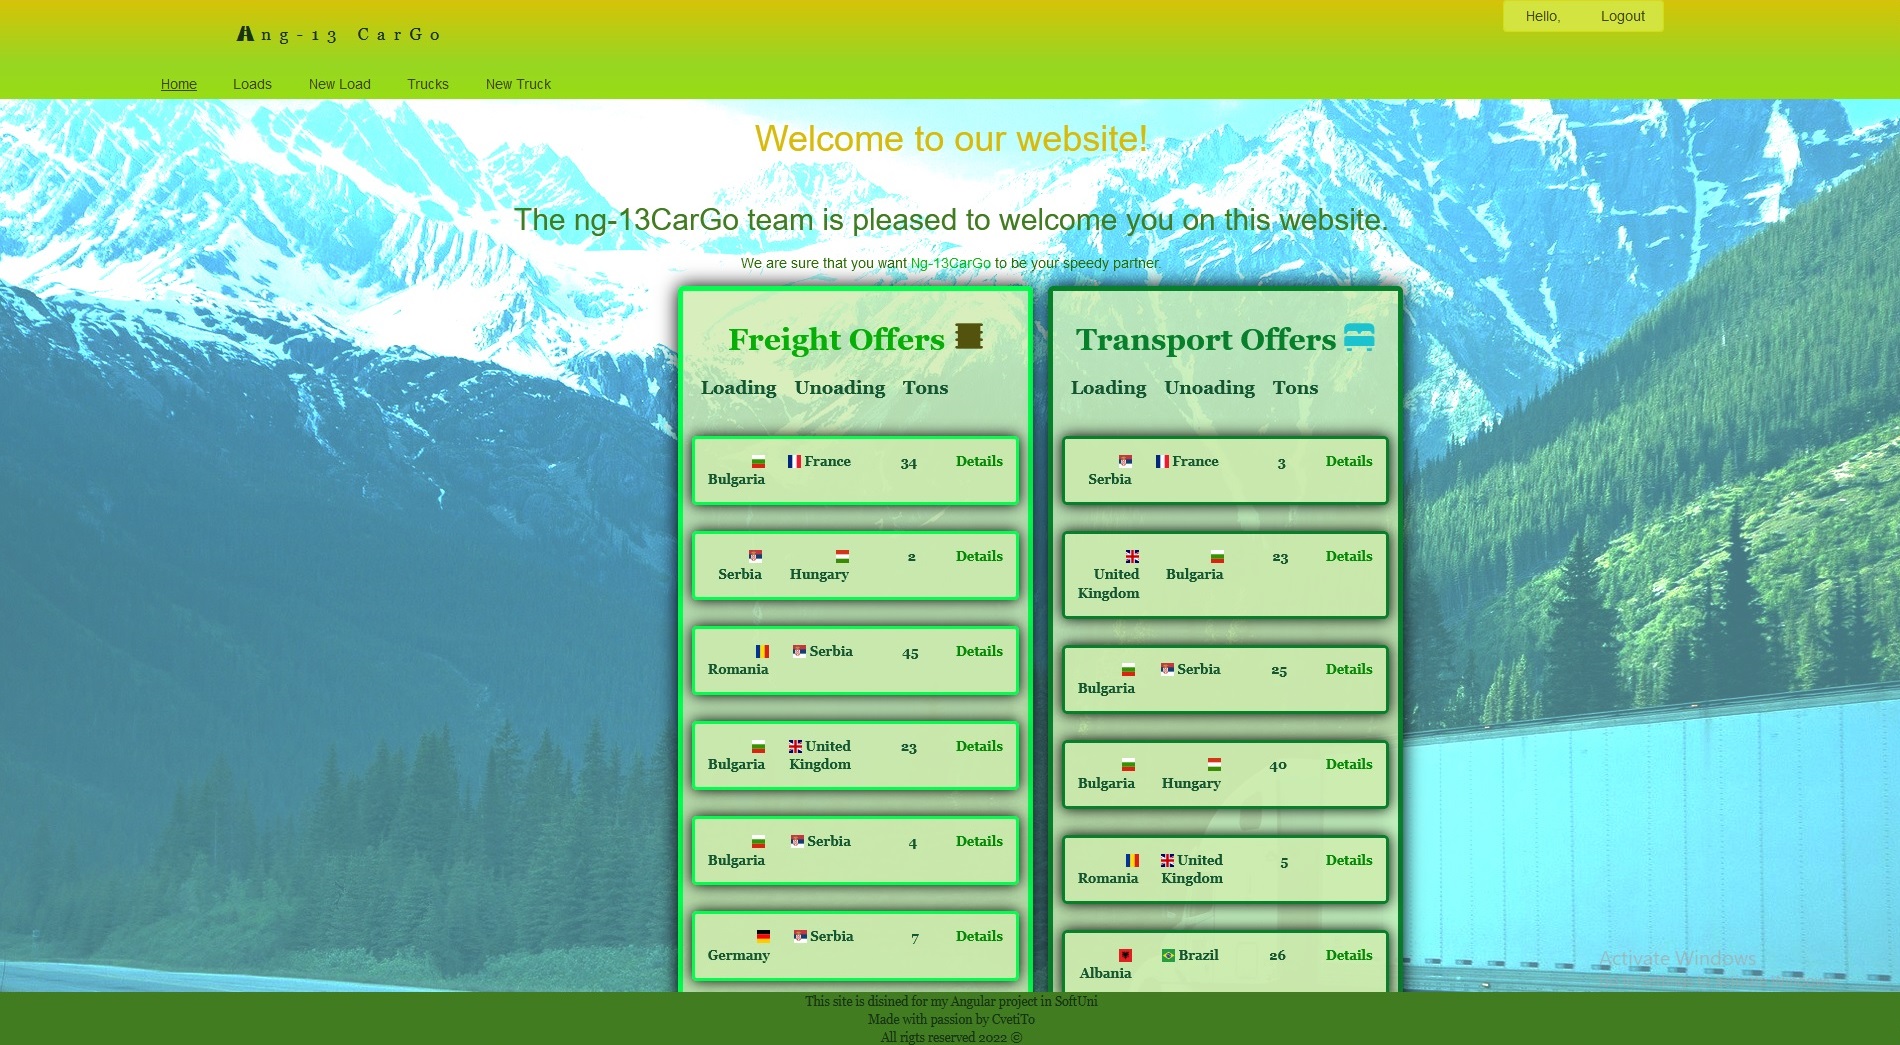 Hello, Logout
ng-13 CarGo
Home Loads New Load Trucks New Truck
Welcome to our website!
The ng-13CarGo team is pleased to welcome you on this website.
We are sure that you want Ng-13CarGo to be your speedy partner.
Freight Offers
Loading Unoading Tons
Bulgaria France 34 Details
Serbia Hungary 2 Details
Romania Serbia 45 Details
Bulgaria United Kingdom 23 Details
Bulgaria Serbia 4 Details
Germany Serbia 7 Details
Transport Offers
Loading Unoading Tons
Serbia France 3 Details
United Kingdom Bulgaria 23 Details
Bulgaria Serbia 25 Details
Bulgaria Hungary 40 Details
Romania United Kingdom 5 Details
Albania Brazil 26 Details
Activate Windows
This site is disined for my Angular project in SoftUni
Made with passion by CvetiTo
All rigts reserved 2022 ©